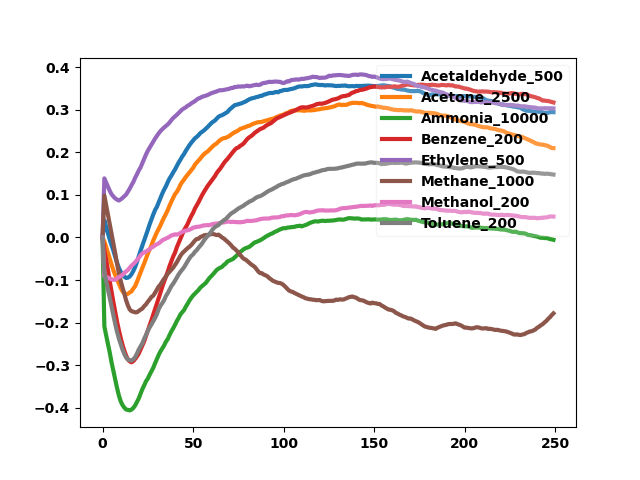 0.4
0.3
0.2
0.1
0.0
−0.1
−0.2
−0.3
−0.4
0 50 100 150 200 250
Acetaldehyde_500
Acetone_2500
Ammonia_10000
Benzene_200
Ethylene_500
Methane_1000
Methanol_200
Toluene_200